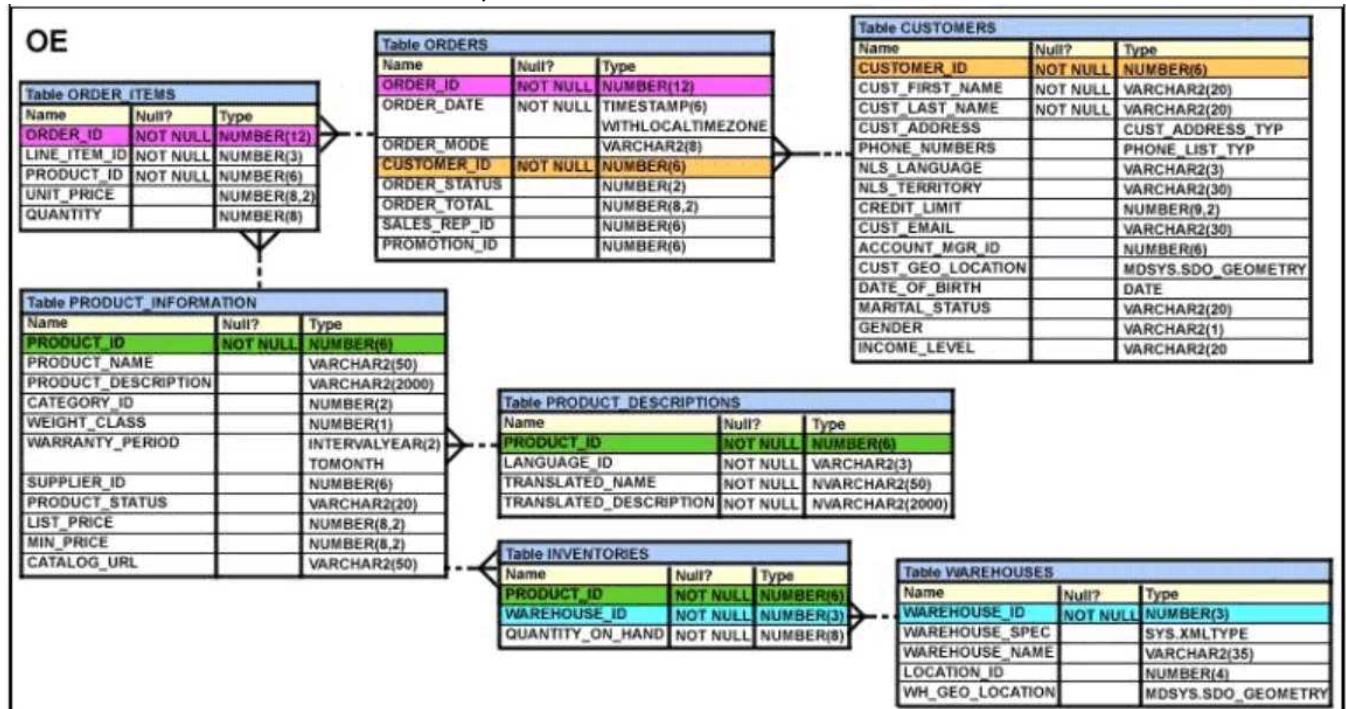 OE
Table ORDER_ITEMS
Name Null? Type
ORDER_ID NOT NULL NUMBER(12)
LINE_ITEM_ID NOT NULL NUMBER(3)
PRODUCT_ID NOT NULL NUMBER(6)
UNIT_PRICE NUMBER(8,2)
QUANTITY NUMBER(8)
Table ORDERS
Name Null? Type
ORDER_ID NOT NULL NUMBER(12)
ORDER_DATE NOT NULL TIMESTAMP(6)
WITHLOCALTIMEZONE
ORDER_MODE VARCHAR2(8)
CUSTOMER_ID NOT NULL NUMBER(6)
ORDER_STATUS NUMBER(2)
ORDER_TOTAL NUMBER(8,2)
SALES_REP_ID NUMBER(6)
PROMOTION_ID NUMBER(6)
Table CUSTOMERS
Name Null? Type
CUSTOMER_ID NOT NULL NUMBER(6)
CUST_FIRST_NAME NOT NULL VARCHAR2(20)
CUST_LAST_NAME NOT NULL VARCHAR2(20)
CUST_ADDRESS CUST_ADDRESS_TYP
PHONE_NUMBERS PHONE_LIST_TYP
NLS_LANGUAGE VARCHAR2(3)
NLS_TERRITORY VARCHAR2(30)
CREDIT_LIMIT NUMBER(9,2)
CUST_EMAIL VARCHAR2(30)
ACCOUNT_MGR_ID NUMBER(6)
CUST_GEO_LOCATION MDSYS.SDO_GEOMETRY
DATE_OF_BIRTH DATE
MARITAL_STATUS VARCHAR2(20)
GENDER VARCHAR2(1)
INCOME_LEVEL VARCHAR2(20
Table PRODUCT_INFORMATION
Name Null? Type
PRODUCT_ID NOT NULL NUMBER(6)
PRODUCT_NAME VARCHAR2(50)
PRODUCT_DESCRIPTION VARCHAR2(2000)
CATEGORY_ID NUMBER(2)
WEIGHT_CLASS NUMBER(1)
WARRANTY_PERIOD INTERVALYEAR(2)
TOMONTH
SUPPLIER_ID NUMBER(6)
PRODUCT_STATUS VARCHAR2(20)
LIST_PRICE NUMBER(8,2)
MIN_PRICE NUMBER(8,2)
CATALOG_URL VARCHAR2(50)
Table PRODUCT_DESCRIPTIONS
Name Null? Type
PRODUCT_ID NOT NULL NUMBER(6)
LANGUAGE_ID NOT NULL VARCHAR2(3)
TRANSLATED_NAME NOT NULL NVARCHAR2(50)
TRANSLATED_DESCRIPTION NOT NULL NVARCHAR2(2000)
Table INVENTORIES
Name Null? Type
PRODUCT_ID NOT NULL NUMBER(6)
WAREHOUSE_ID NOT NULL NUMBER(3)
QUANTITY_ON_HAND NOT NULL NUMBER(8)
Table WAREHOUSES
Name Null? Type
WAREHOUSE_ID NOT NULL NUMBER(3)
WAREHOUSE_SPEC SYS.XMLTYPE
WAREHOUSE_NAME VARCHAR2(35)
LOCATION_ID NUMBER(4)
WH_GEO_LOCATION MDSYS.SDO_GEOMETRY